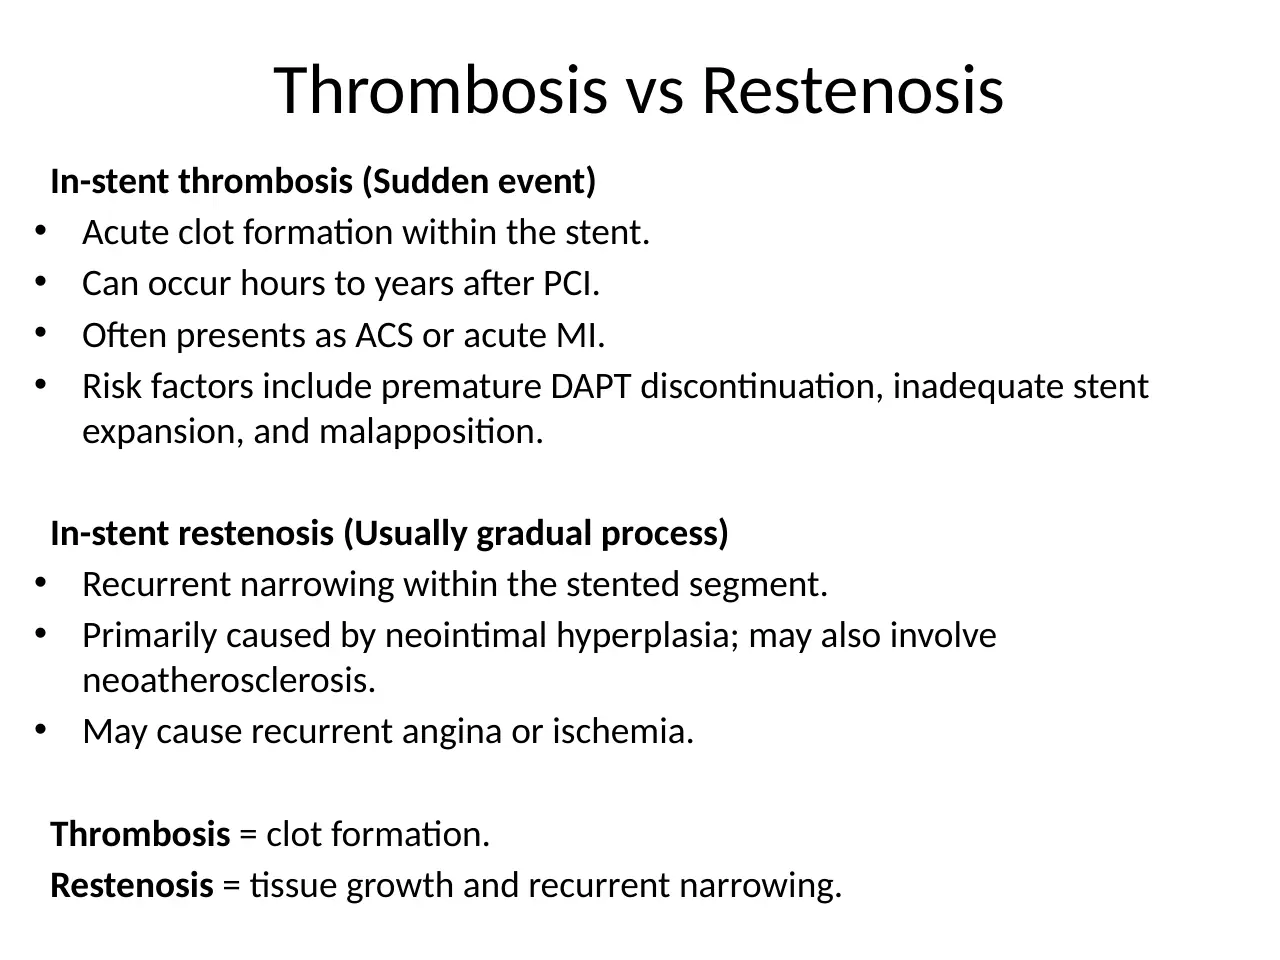 Thrombosis vs Restenosis
In-stent thrombosis (Sudden event)
• Acute clot formation within the stent.
• Can occur hours to years after PCI.
• Often presents as ACS or acute MI.
• Risk factors include premature DAPT discontinuation, inadequate stent
expansion, and malapposition.
In-stent restenosis (Usually gradual process)
• Recurrent narrowing within the stented segment.
• Primarily caused by neointimal hyperplasia; may also involve
neoatherosclerosis.
• May cause recurrent angina or ischemia.
Thrombosis = clot formation.
Restenosis = tissue growth and recurrent narrowing.